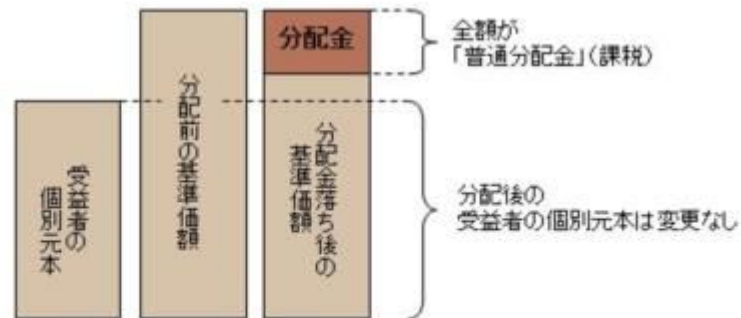 分配金
全額が
「普通分配金」(課税)
受益者の
個別元本
分配前の基準価額
分配金落ち後の
基準価額
分配後の
受益者の個別元本は変更なし